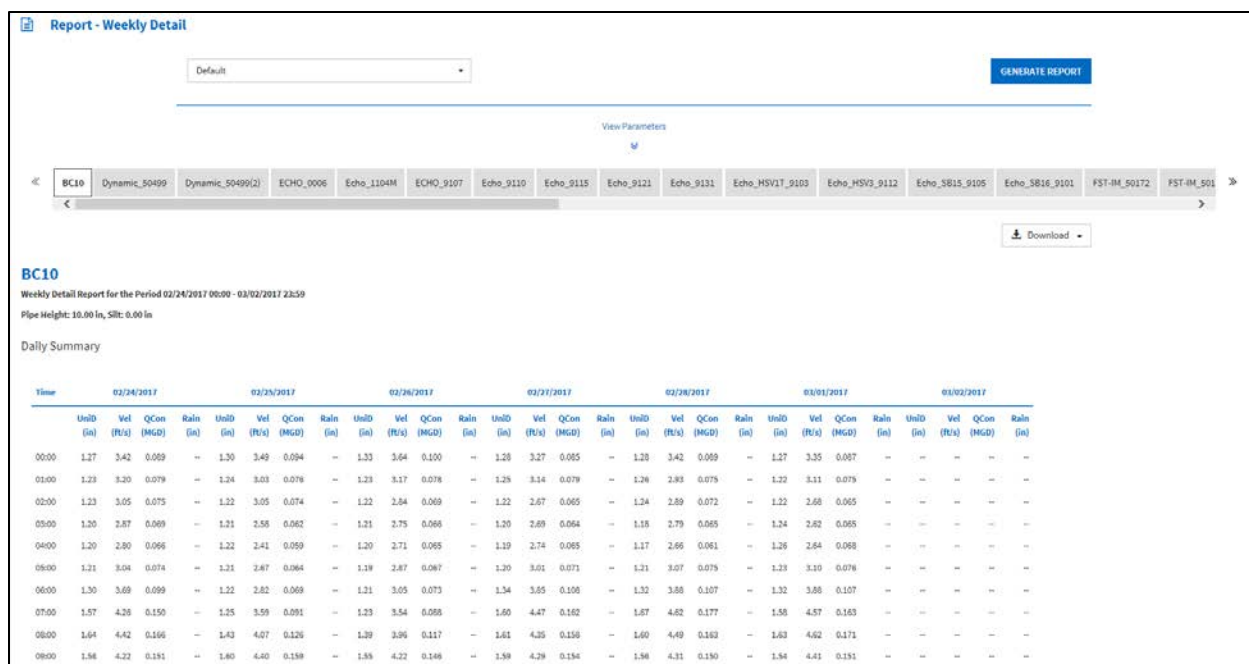 Report - Weekly Detail
Default
GENERATE REPORT
View Parameters
BC10 Dynamic_50499 Dynamic_50499(2) ECHO_0006 Echo_1104M ECHO_9107 Echo_9110 Echo_9115 Echo_9121 Echo_9131 Echo_HSV1T_9103 Echo_HSV3_9112 Echo_SB15_9105 Echo_SB16_9101 FST-IM_50172 FST-IM_501
Download
BC10
Weekly Detail Report for the Period 02/24/2017 00:00 - 03/02/2017 23:59
Pipe Height: 10.00 in, Silt: 0.00 in
Daily Summary
Time 02/24/2017 02/25/2017 02/26/2017 02/27/2017 02/28/2017 03/01/2017 03/02/2017
UniD Vel QCon Rain UniD Vel QCon Rain UniD Vel QCon Rain UniD Vel QCon Rain UniD Vel QCon Rain UniD Vel QCon Rain UniD Vel QCon Rain
(in) (ft/s) (MGD) (in) (in) (ft/s) (MGD) (in) (in) (ft/s) (MGD) (in) (in) (ft/s) (MGD) (in) (in) (ft/s) (MGD) (in) (in) (ft/s) (MGD) (in) (in) (ft/s) (MGD) (in)
00:00 1.27 3.42 0.089 -- 1.30 3.49 0.094 -- 1.33 3.64 0.100 -- 1.28 3.27 0.085 -- 1.28 3.42 0.089 -- 1.27 3.35 0.087 -- -- -- -- --
01:00 1.23 3.20 0.079 -- 1.24 3.03 0.076 -- 1.23 3.17 0.078 -- 1.25 3.14 0.079 -- 1.26 2.93 0.075 -- 1.22 3.11 0.075 -- -- -- -- --
02:00 1.23 3.05 0.075 -- 1.22 3.05 0.074 -- 1.22 2.84 0.069 -- 1.22 2.67 0.065 -- 1.24 2.89 0.072 -- 1.22 2.68 0.065 -- -- -- -- --
03:00 1.20 2.87 0.069 -- 1.21 2.58 0.062 -- 1.21 2.75 0.066 -- 1.20 2.69 0.064 -- 1.18 2.79 0.065 -- 1.24 2.62 0.065 -- -- -- -- --
04:00 1.20 2.80 0.066 -- 1.22 2.41 0.059 -- 1.20 2.71 0.065 -- 1.19 2.74 0.065 -- 1.17 2.66 0.061 -- 1.26 2.64 0.068 -- -- -- -- --
05:00 1.21 3.04 0.074 -- 1.21 2.67 0.064 -- 1.19 2.87 0.067 -- 1.20 3.01 0.071 -- 1.21 3.07 0.075 -- 1.23 3.10 0.076 -- -- -- -- --
06:00 1.30 3.69 0.099 -- 1.22 2.82 0.069 -- 1.21 3.05 0.073 -- 1.34 3.85 0.108 -- 1.32 3.88 0.107 -- 1.32 3.88 0.107 -- -- -- -- --
07:00 1.57 4.28 0.150 -- 1.25 3.59 0.091 -- 1.23 3.54 0.088 -- 1.60 4.47 0.162 -- 1.67 4.62 0.177 -- 1.58 4.57 0.163 -- -- -- -- --
08:00 1.64 4.42 0.166 -- 1.43 4.07 0.126 -- 1.39 3.96 0.117 -- 1.61 4.35 0.158 -- 1.60 4.49 0.163 -- 1.63 4.62 0.171 -- -- -- -- --
09:00 1.56 4.22 0.151 -- 1.60 4.40 0.159 -- 1.55 4.22 0.146 -- 1.59 4.29 0.154 -- 1.56 4.31 0.150 -- 1.54 4.41 0.151 -- -- -- -- --